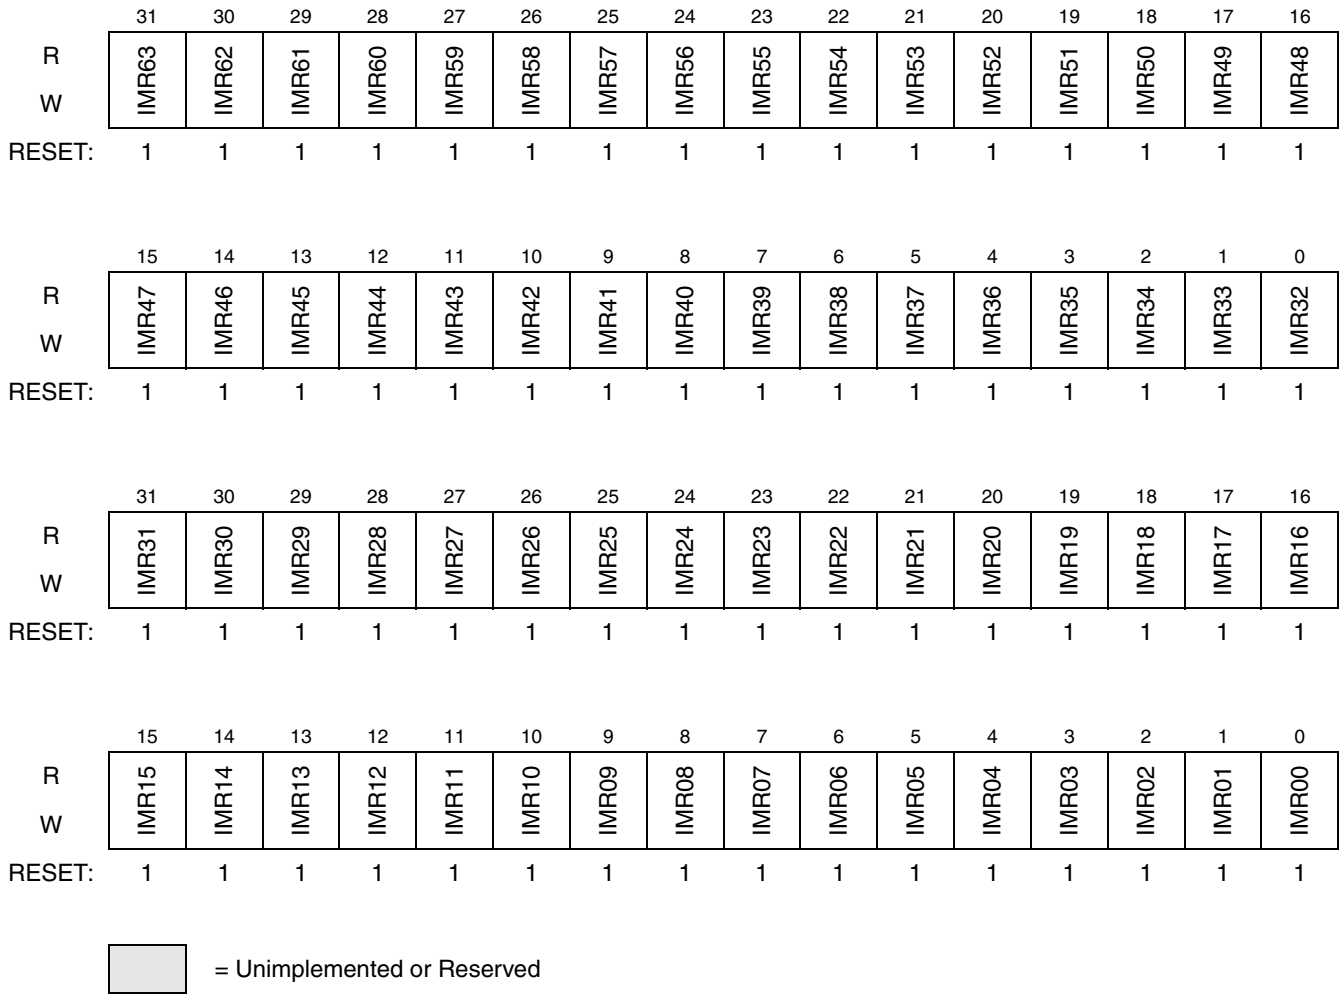 31 30 29 28 27 26 25 24 23 22 21 20 19 18 17 16
R
IMR63 IMR62 IMR61 IMR60 IMR59 IMR58 IMR57 IMR56 IMR55 IMR54 IMR53 IMR52 IMR51 IMR50 IMR49 IMR48
W
RESET: 1 1 1 1 1 1 1 1 1 1 1 1 1 1 1 1
15 14 13 12 11 10 9 8 7 6 5 4 3 2 1 0
R
IMR47 IMR46 IMR45 IMR44 IMR43 IMR42 IMR41 IMR40 IMR39 IMR38 IMR37 IMR36 IMR35 IMR34 IMR33 IMR32
W
RESET: 1 1 1 1 1 1 1 1 1 1 1 1 1 1 1 1
31 30 29 28 27 26 25 24 23 22 21 20 19 18 17 16
R
IMR31 IMR30 IMR29 IMR28 IMR27 IMR26 IMR25 IMR24 IMR23 IMR22 IMR21 IMR20 IMR19 IMR18 IMR17 IMR16
W
RESET: 1 1 1 1 1 1 1 1 1 1 1 1 1 1 1 1
15 14 13 12 11 10 9 8 7 6 5 4 3 2 1 0
R
IMR15 IMR14 IMR13 IMR12 IMR11 IMR10 IMR09 IMR08 IMR07 IMR06 IMR05 IMR04 IMR03 IMR02 IMR01 IMR00
W
RESET: 1 1 1 1 1 1 1 1 1 1 1 1 1 1 1 1
= Unimplemented or Reserved